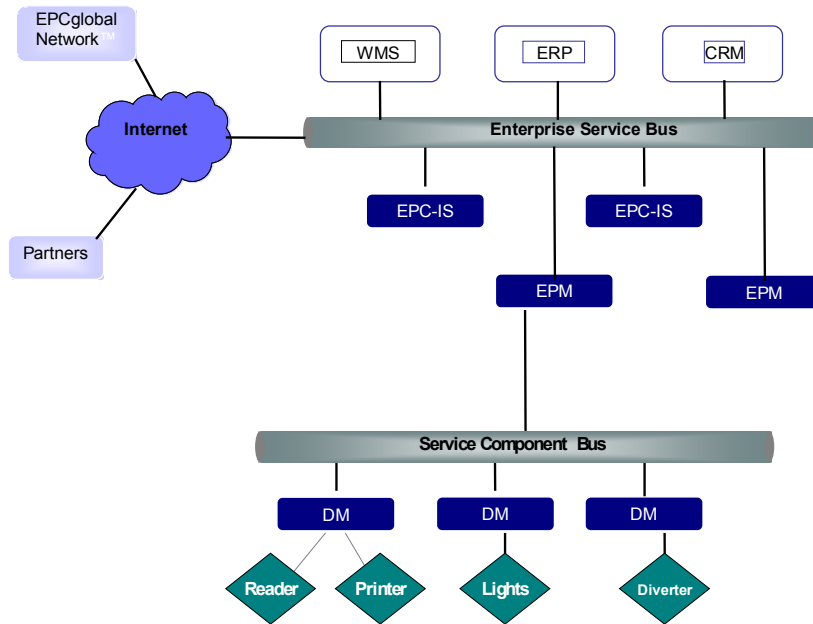 EPCglobal
Network™
WMS
ERP
CRM
Internet
Enterprise Service Bus
EPC-IS
EPC-IS
Partners
EPM
EPM
Service Component Bus
DM
DM
DM
Reader
Printer
Lights
Diverter